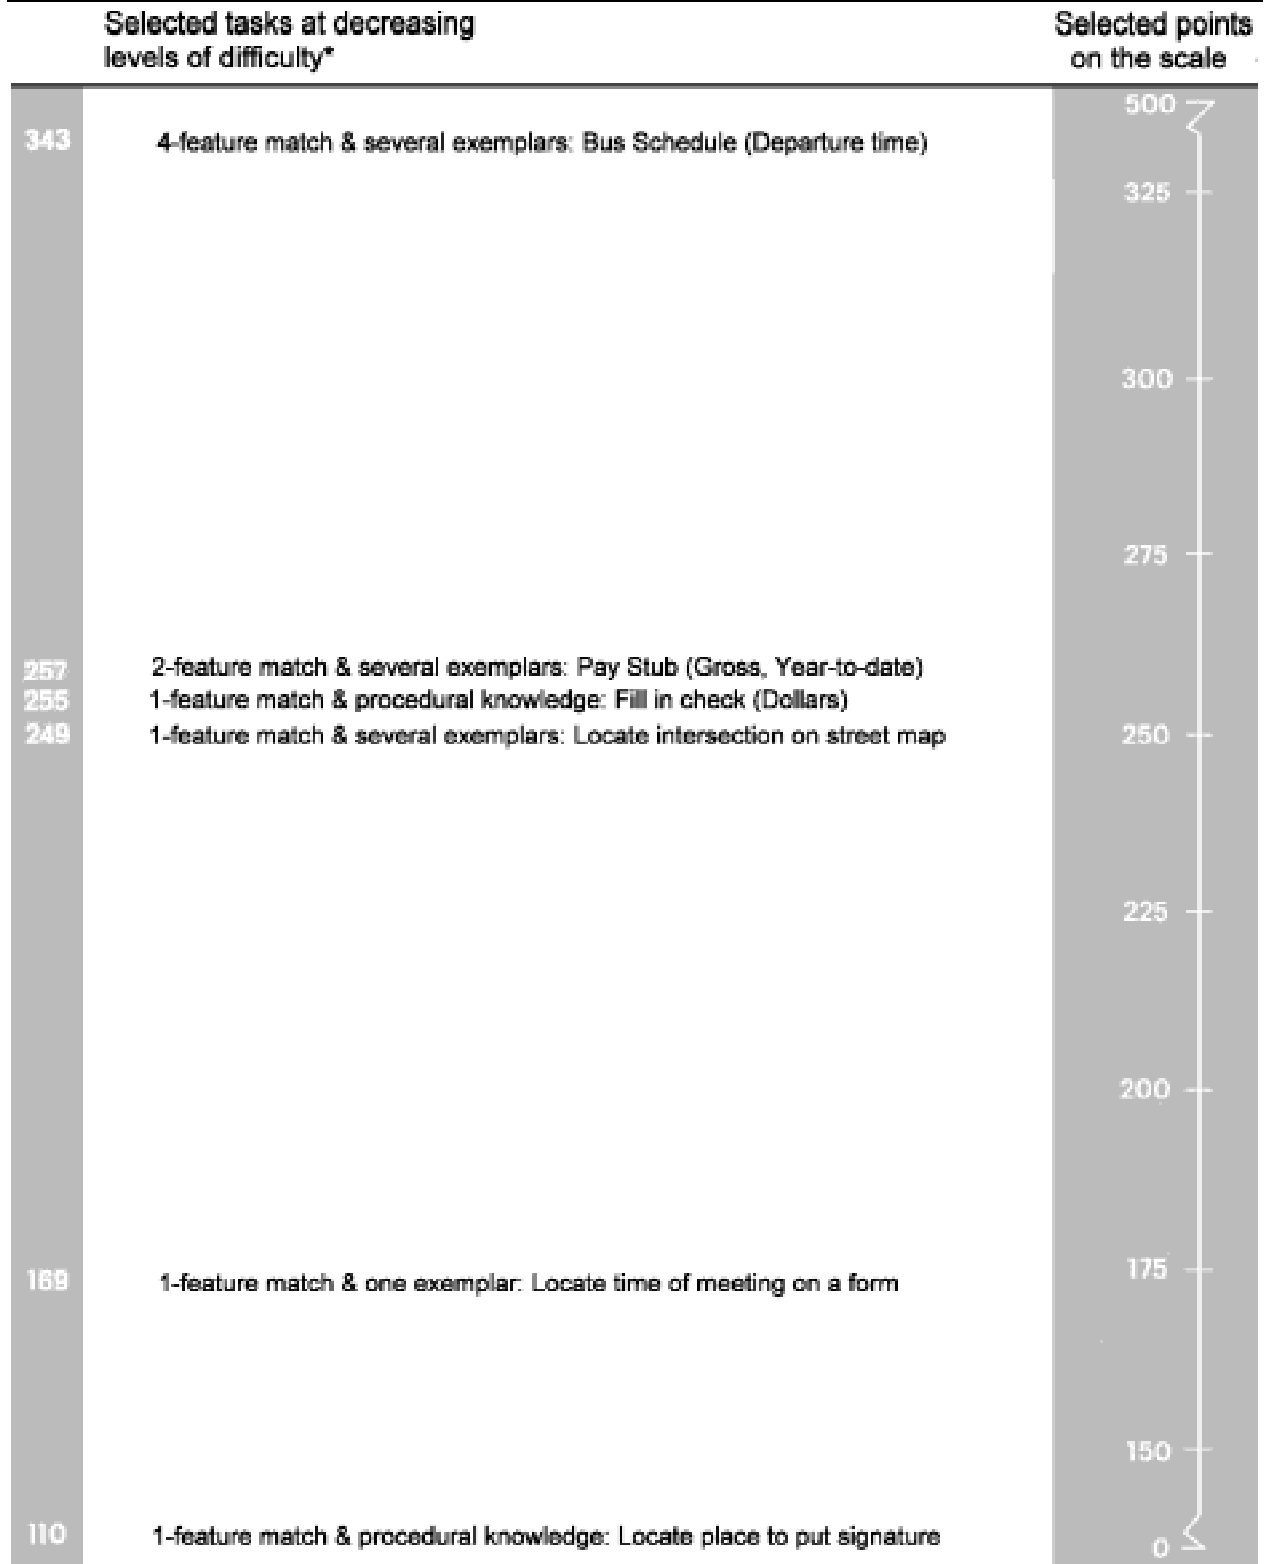 Selected tasks at decreasing
levels of difficulty*
Selected points
on the scale
500
343 4-feature match & several exemplars: Bus Schedule (Departure time)
325
300
275
257 2-feature match & several exemplars: Pay Stub (Gross, Year-to-date)
255 1-feature match & procedural knowledge: Fill in check (Dollars)
249 1-feature match & several exemplars: Locate intersection on street map 250
225
200
175
169 1-feature match & one exemplar: Locate time of meeting on a form
150
110 1-feature match & procedural knowledge: Locate place to put signature
0